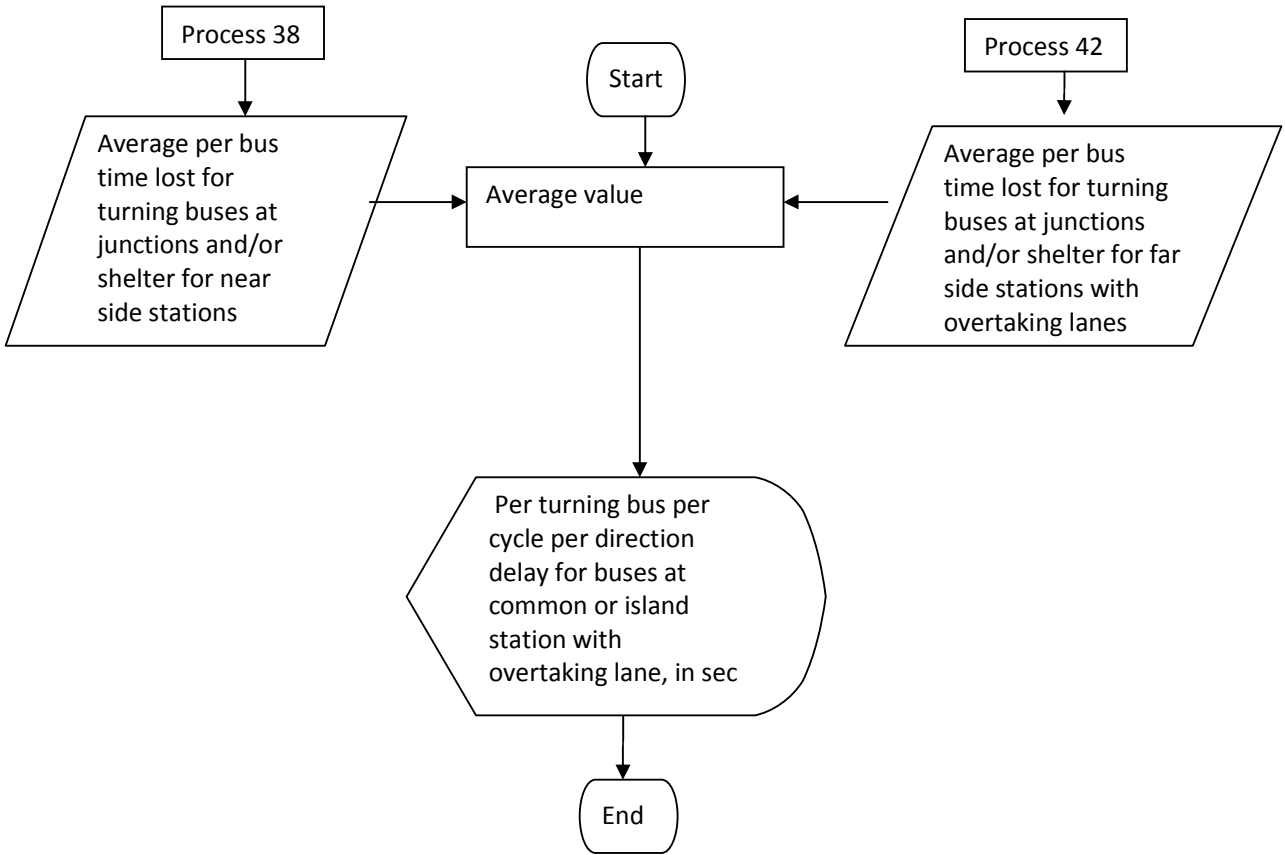 Process 38
Start
Process 42
Average per bus
time lost for
turning buses at
junctions and/or
shelter for near
side stations
Average value
Average per bus
time lost for turning
buses at junctions
and/or shelter for far
side stations with
overtaking lanes
Per turning bus per
cycle per direction
delay for buses at
common or island
station with
overtaking lane, in sec
End